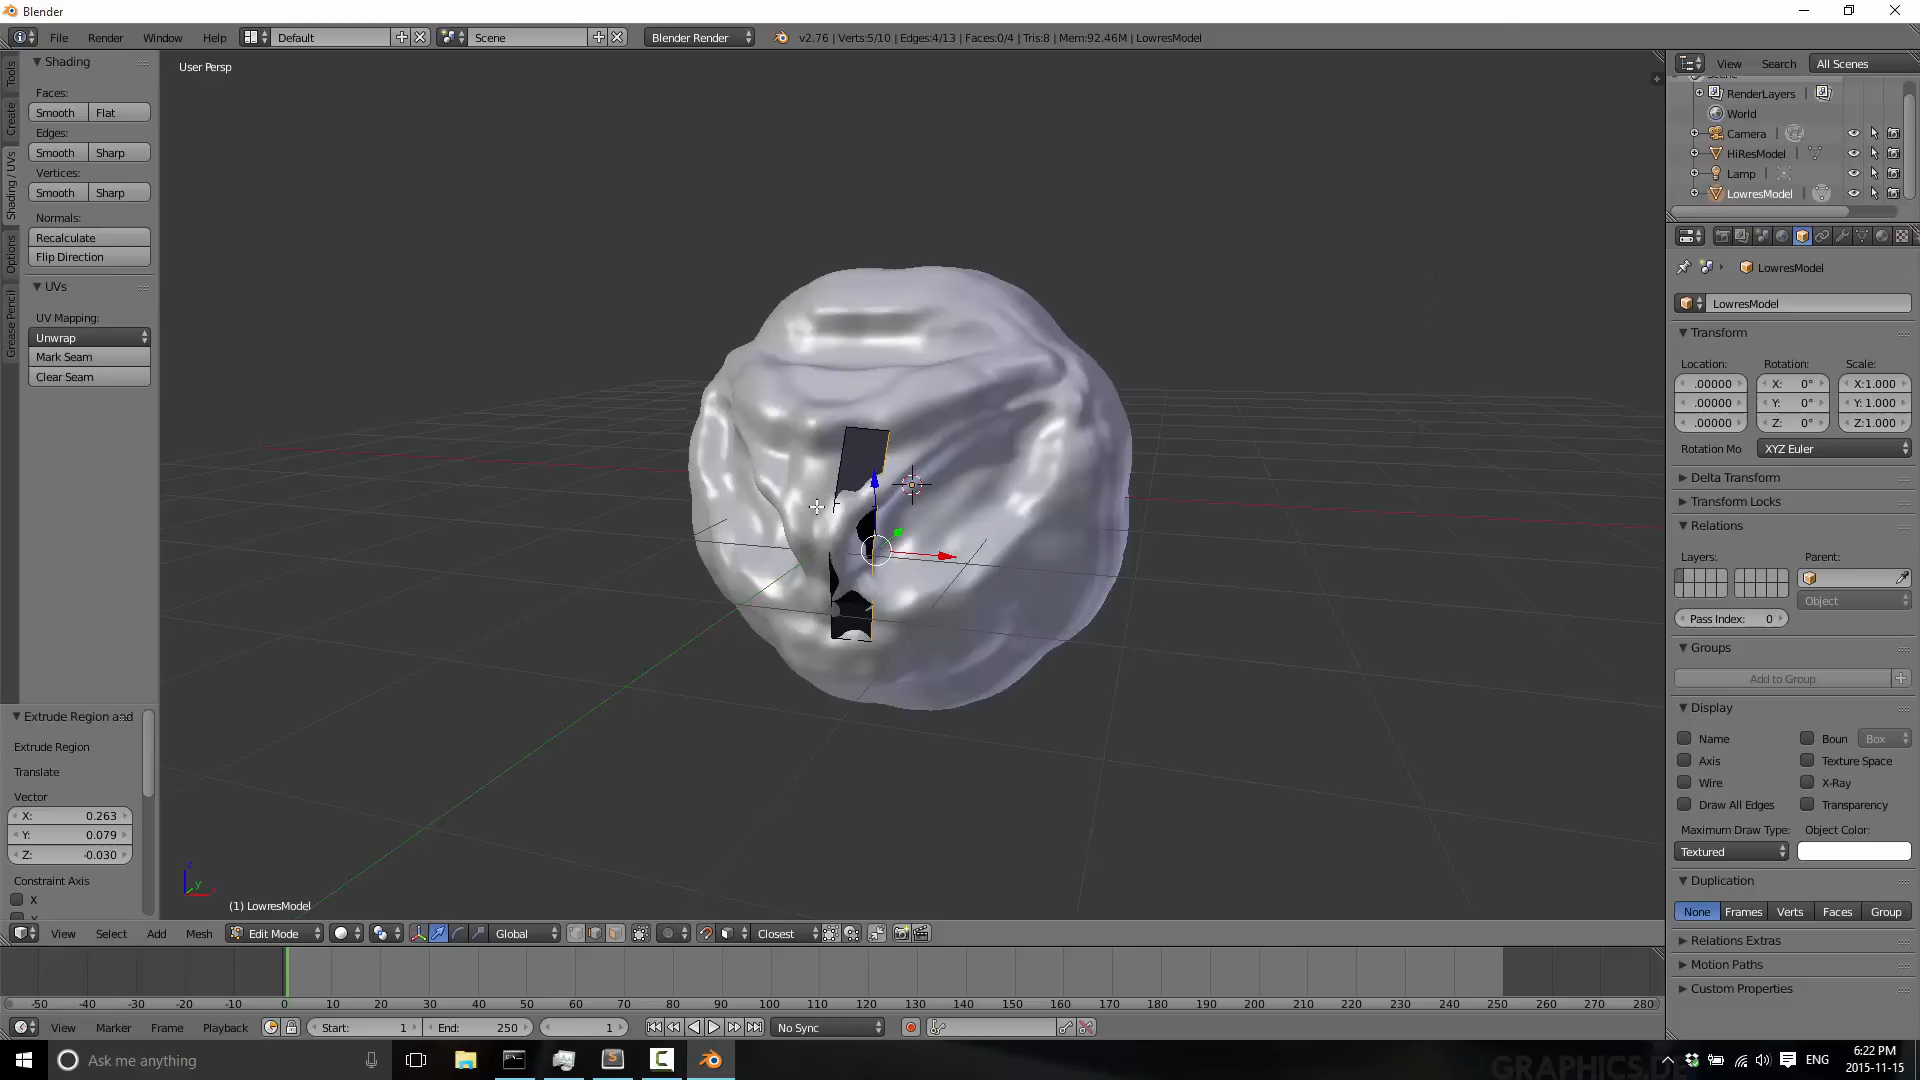 Blender
File Render Window Help Default Scene Blender Render v2.76 | Verts:5/10 | Edges:4/13 | Faces:0/4 | Tris:8 | Mem:92.46M | LowresModel
Tools
Create
Shading / UVs
Options
Grease Pencil
Shading
Faces:
Smooth Flat
Edges:
Smooth Sharp
Vertices:
Smooth Sharp
Normals:
Recalculate
Flip Direction
UVs
UV Mapping:
Unwrap
Mark Seam
Clear Seam
Extrude Region and
Extrude Region
Translate
Vector
X: 0.263
Y: 0.079
Z: -0.030
Constraint Axis
X
User Persp
z
y
(1) LowresModel
View Select Add Mesh Edit Mode Global Closest
-50 -40 -30 -20 -10 0 10 20 30 40 50 60 70 80 90 100 110 120 130 140 150 160 170 180 190 200 210 220 230 240 250 260 270 280
View Marker Frame Playback Start: 1 End: 250 1 No Sync
View Search All Scenes
RenderLayers
World
Camera
HiResModel
Lamp
LowresModel
LowresModel
LowresModel
Transform
Location: Rotation: Scale:
.00000 X: 0° X:1.000
.00000 Y: 0° Y: 1.000
.00000 Z: 0° Z:1.000
Rotation Mo XYZ Euler
Delta Transform
Transform Locks
Relations
Layers: Parent:
Object
Pass Index: 0
Groups
Add to Group
Display
Name Boun Box
Axis Texture Space
Wire X-Ray
Draw All Edges Transparency
Maximum Draw Type: Object Color:
Textured
Duplication
None Frames Verts Faces Group
Relations Extras
Motion Paths
Custom Properties
Ask me anything
ENG
6:22 PM
2015-11-15